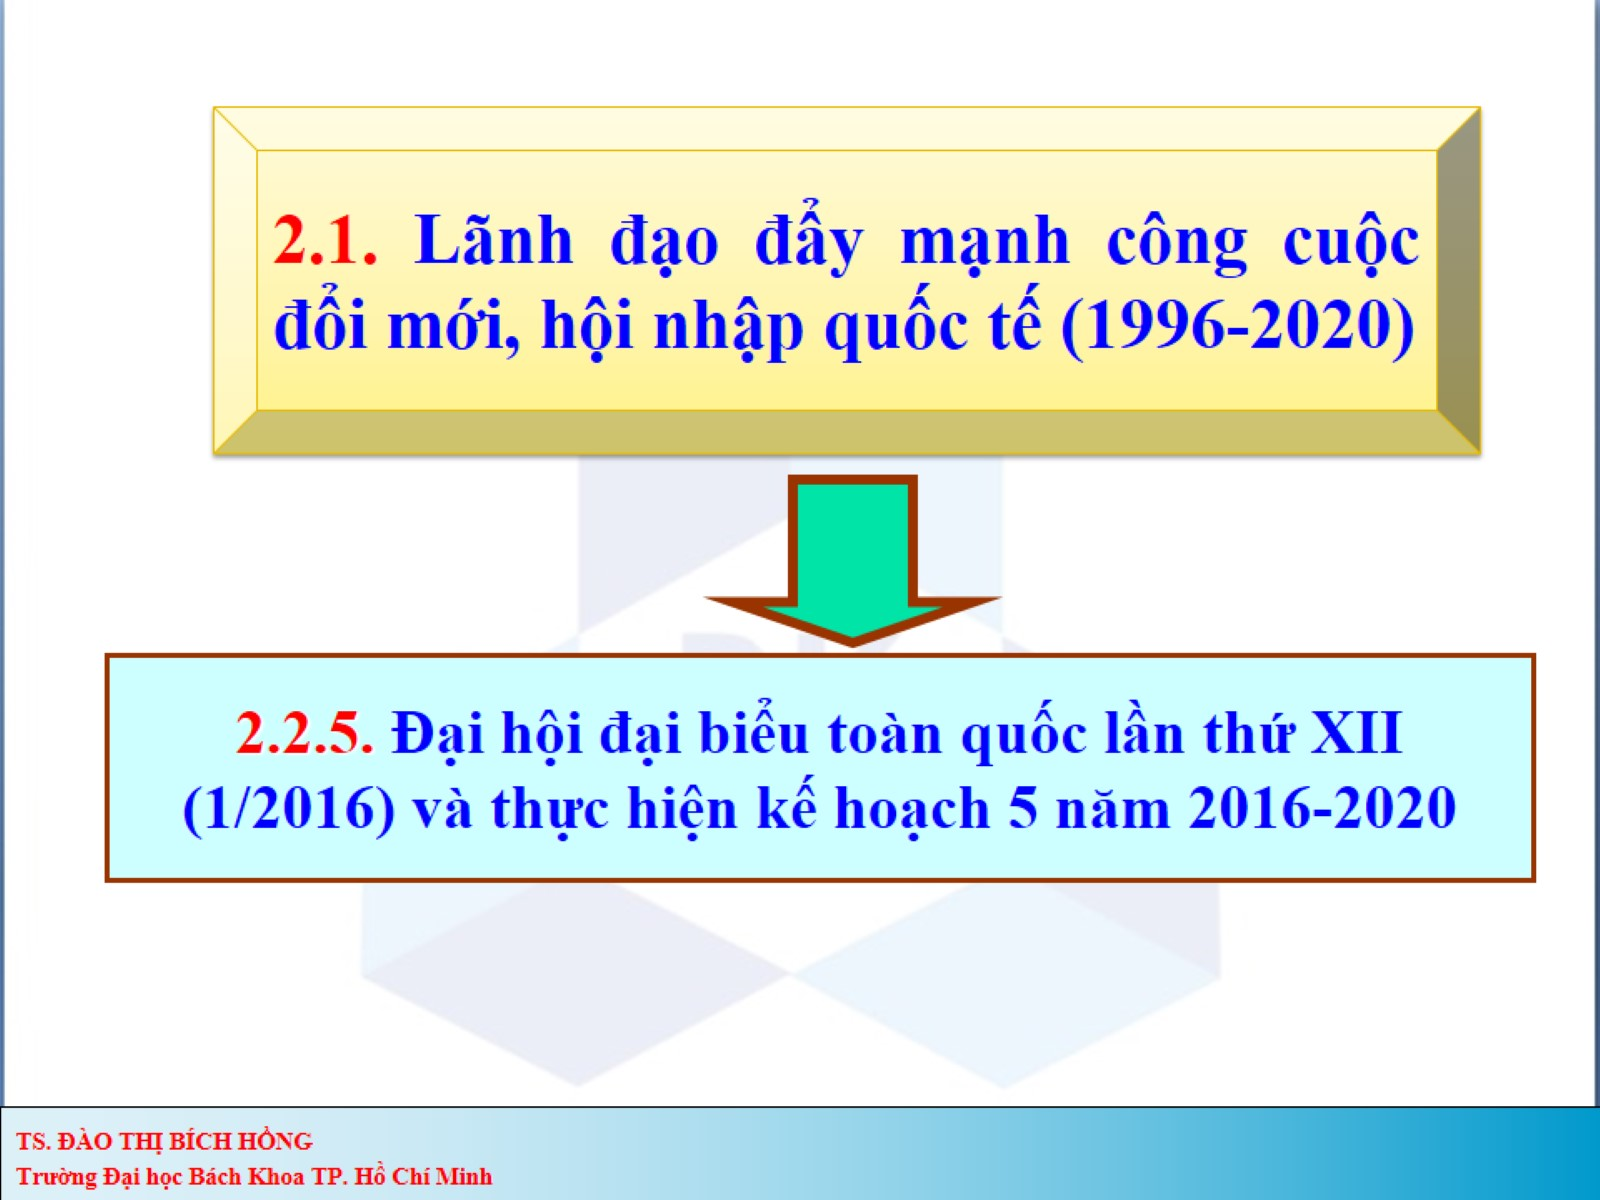 2.1. Lãnh đạo đẩy mạnh công cuộc
đổi mới, hội nhập quốc tế (1996-2020)
2.2.5. Đại hội đại biểu toàn quốc lần thứ XII
(1/2016) và thực hiện kế hoạch 5 năm 2016-2020
TS. ĐÀO THỊ BÍCH HỒNG
Trường Đại học Bách Khoa TP. Hồ Chí Minh